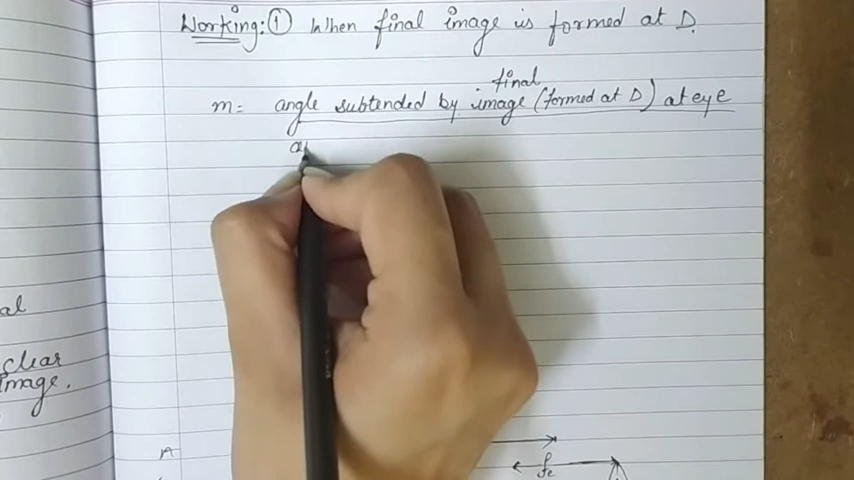 Working: ① When final image is formed at D.
final
m = angle subtended by image (formed at D) at eye
al
clear
image.
A
fe